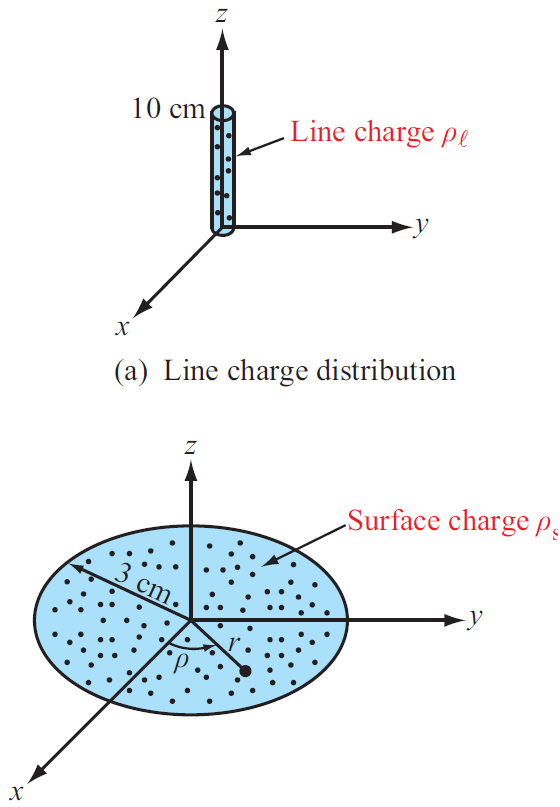 z
10 cm
Line charge ρℓ
y
x
(a) Line charge distribution
z
Surface charge ρs
3 cm
y
r
ρ
x